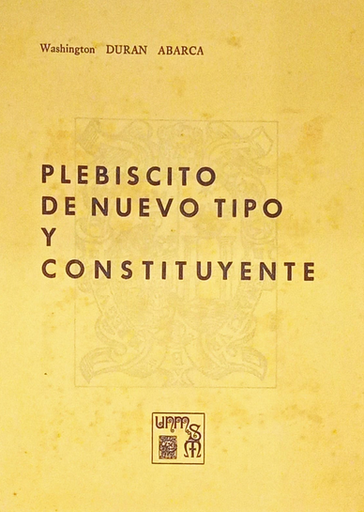 Washington DURAN ABARCA
PLEBISCITO
DE NUEVO TIPO
Y
CONSTITUYENTE
UNMSM